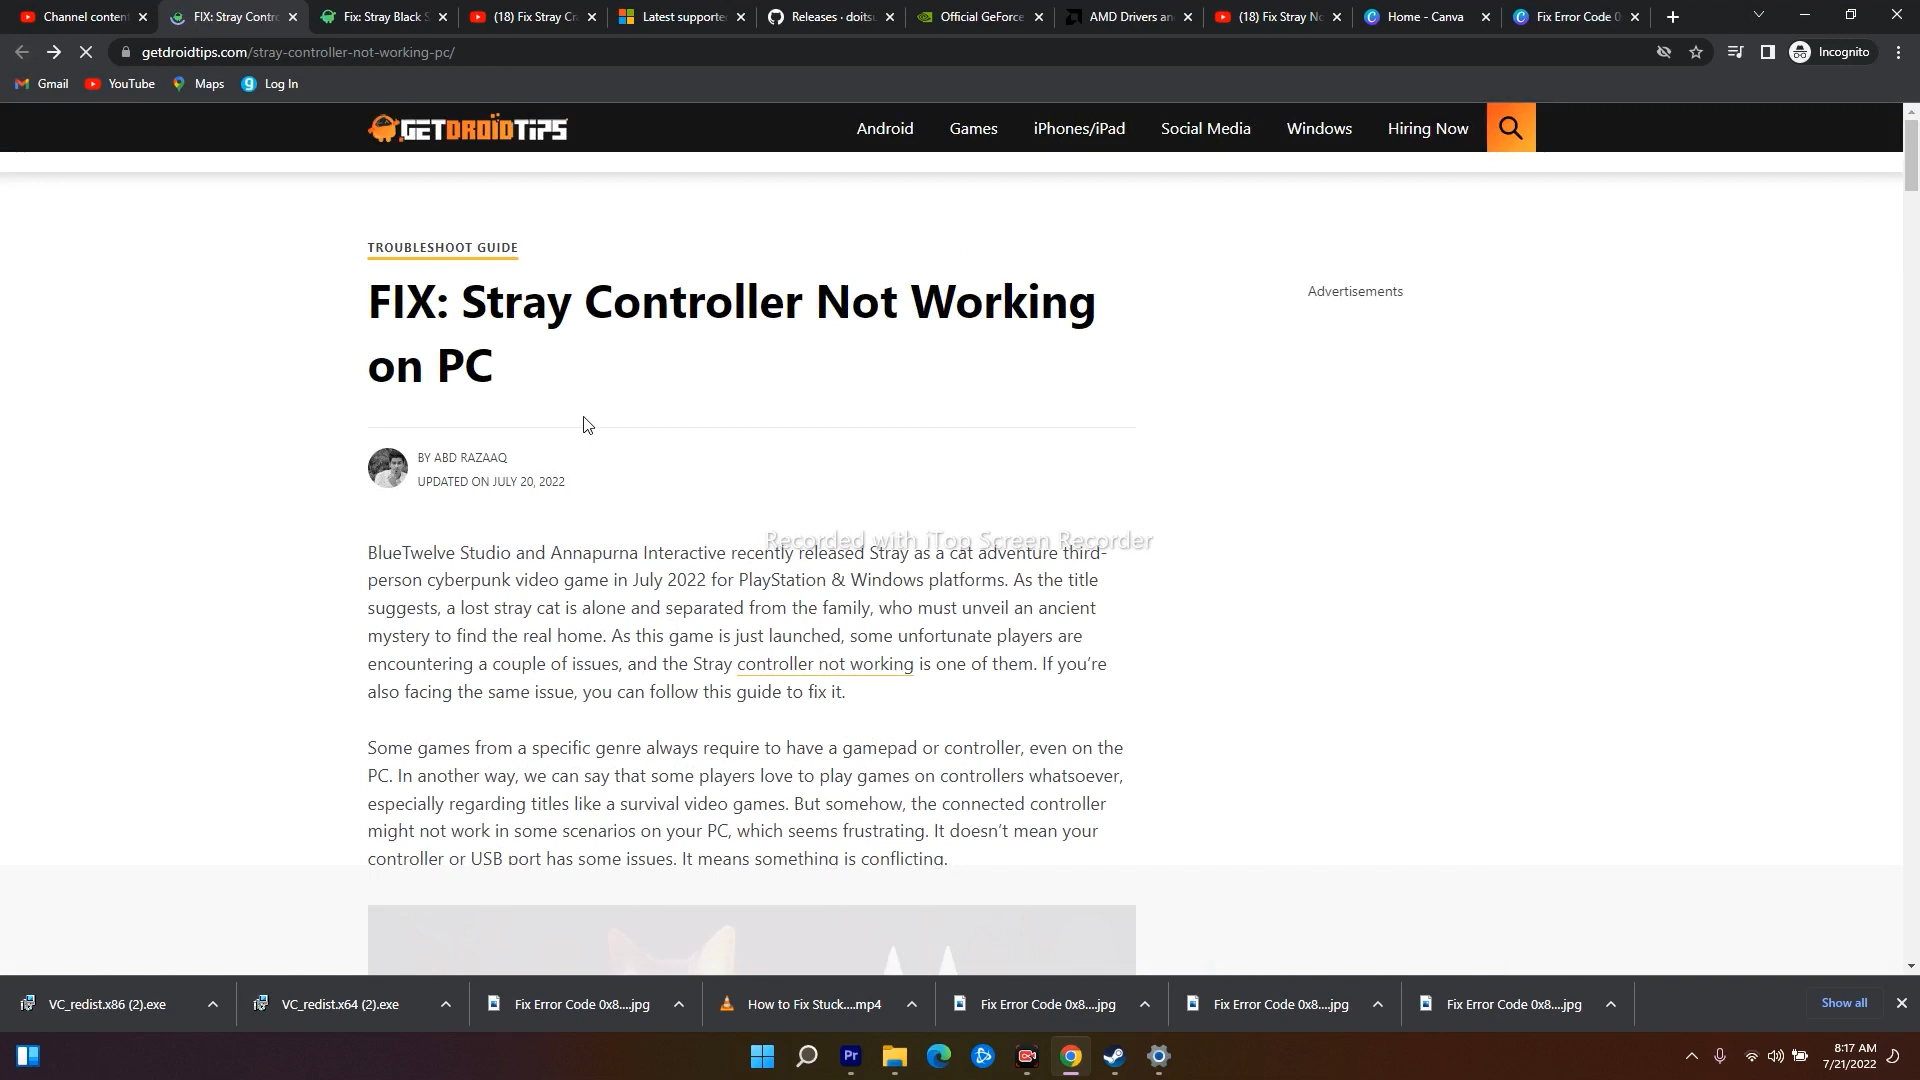 Channel conten
FIX: Stray Contro
Fix: Stray Black S
(18) Fix Stray Cr
Latest supporte
Releases · doits
Official GeForce
AMD Drivers an
(18) Fix Stray No
Home - Canva
Fix Error Code 0
getdroidtips.com/stray-controller-not-working-pc/
Incognito
Gmail
YouTube
Maps
Log In
GETDROIDTIPS
Android
Games
iPhones/iPad
Social Media
Windows
Hiring Now
TROUBLESHOOT GUIDE
FIX: Stray Controller Not Working
on PC
Advertisements
BY ABD RAZAAQ
UPDATED ON JULY 20, 2022
Recorded with iTop Screen Recorder
BlueTwelve Studio and Annapurna Interactive recently released Stray as a cat adventure third-
person cyberpunk video game in July 2022 for PlayStation & Windows platforms. As the title
suggests, a lost stray cat is alone and separated from the family, who must unveil an ancient
mystery to find the real home. As this game is just launched, some unfortunate players are
encountering a couple of issues, and the Stray controller not working is one of them. If you're
also facing the same issue, you can follow this guide to fix it.
Some games from a specific genre always require to have a gamepad or controller, even on the
PC. In another way, we can say that some players love to play games on controllers whatsoever,
especially regarding titles like a survival video games. But somehow, the connected controller
might not work in some scenarios on your PC, which seems frustrating. It doesn't mean your
controller or USB port has some issues. It means something is conflicting.
VC_redist.x86 (2).exe
VC_redist.x64 (2).exe
Fix Error Code 0x8....jpg
How to Fix Stuck....mp4
Fix Error Code 0x8....jpg
Fix Error Code 0x8....jpg
Fix Error Code 0x8....jpg
Show all
Pr
8:17 AM
7/21/2022